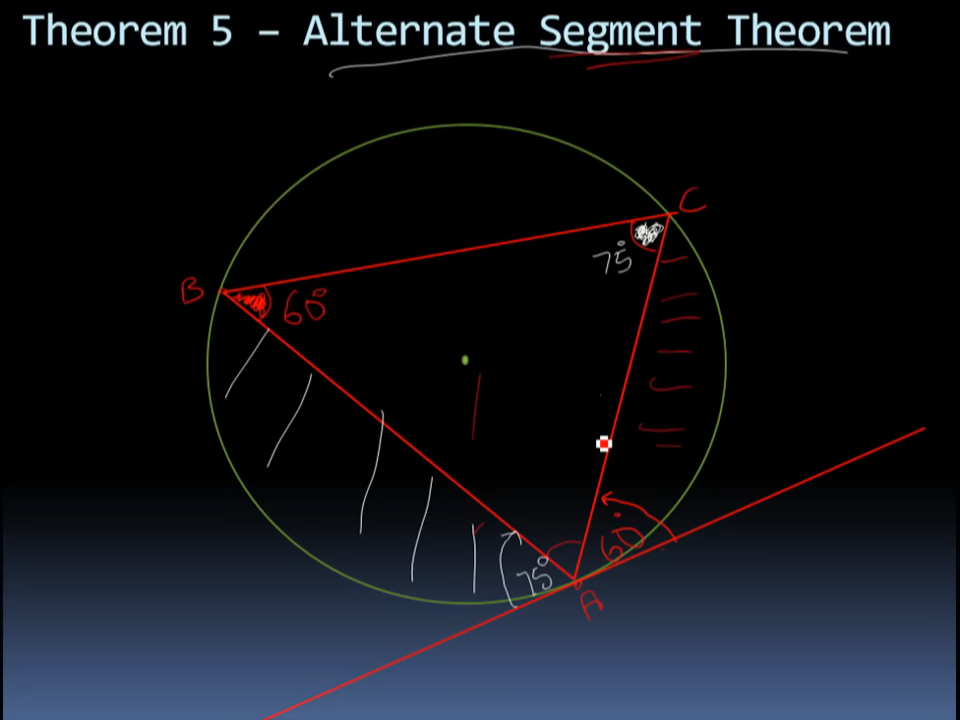 Theorem 5 – Alternate Segment Theorem
C
75°
B
60°
60°
75°
A